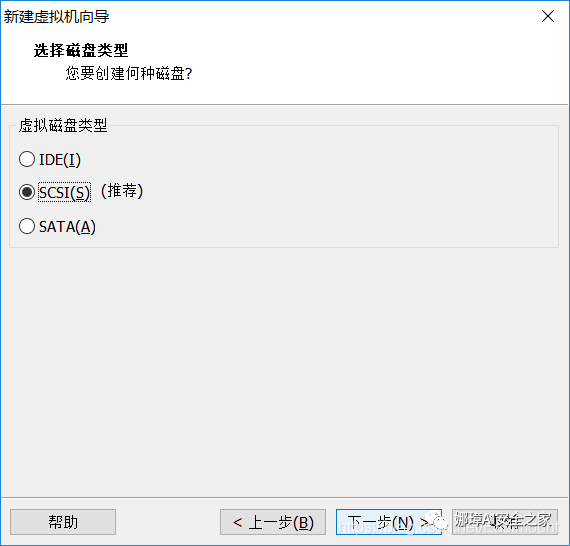 新建虚拟机向导
选择磁盘类型
您要创建何种磁盘?
虚拟磁盘类型
IDE(I)
SCSI(S) (推荐)
SATA(A)
帮助 < 上一步(B) 下一步(N) > 取消
娜璋AI安全之家